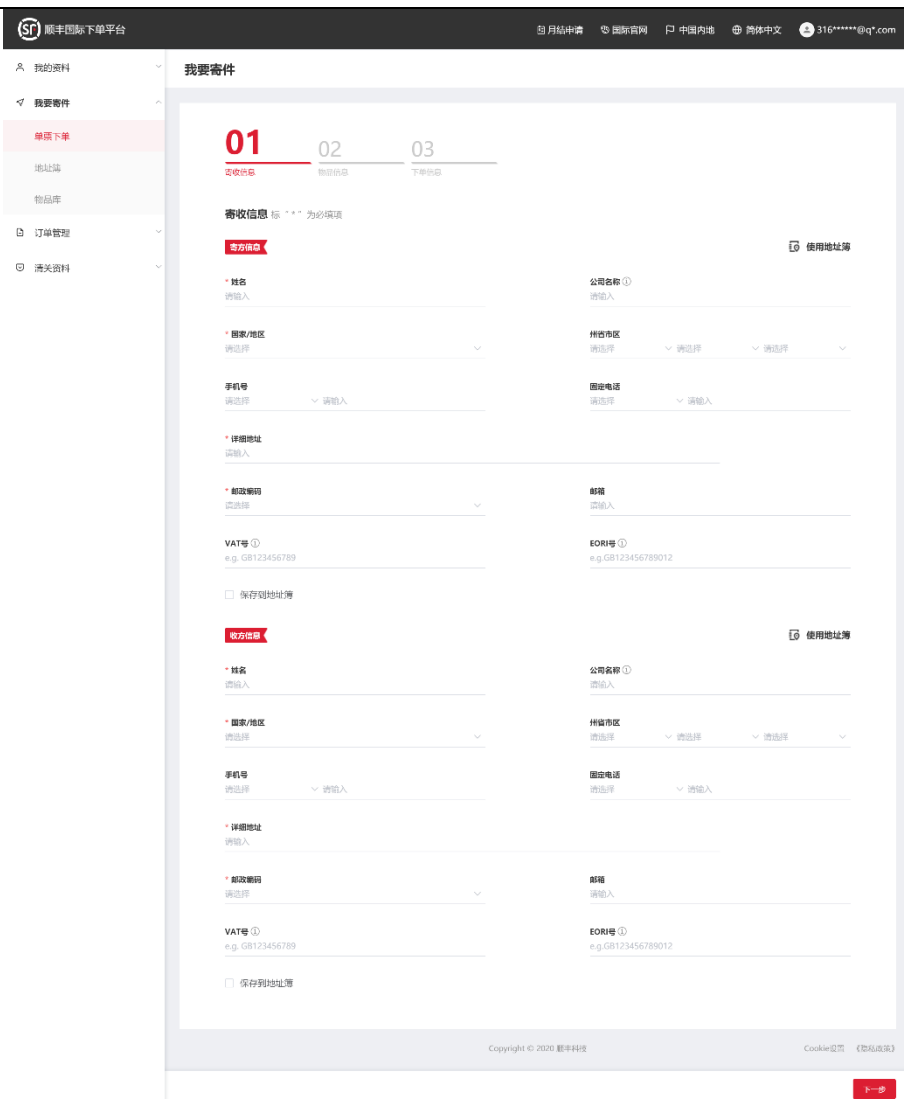 SF 顺丰国际下单平台
月结申请 国际官网 中国内地 简体中文 316******@q*.com
我的资料
我要寄件
单票下单
地址簿
物品库
订单管理
清关资料
我要寄件
01 02 03
寄收信息 物品信息 下单信息
寄收信息 标 "*" 为必填项
寄方信息 使用地址簿
* 姓名 公司名称
请输入 请输入
* 国家/地区 州省市区
请选择 请选择 请选择 请选择
手机号 固定电话
请选择 请输入 请选择 请输入
* 详细地址
请输入
* 邮政编码 邮箱
请选择 请输入
VAT号 EORI号
e.g. GB123456789 e.g.GB123456789012
保存到地址簿
收方信息 使用地址簿
* 姓名 公司名称
请输入 请输入
* 国家/地区 州省市区
请选择 请选择 请选择 请选择
手机号 固定电话
请选择 请输入 请选择 请输入
* 详细地址
请输入
* 邮政编码 邮箱
请选择 请输入
VAT号 EORI号
e.g. GB123456789 e.g.GB123456789012
保存到地址簿
Copyright © 2020 顺丰科技 Cookie设置 《隐私政策》
下一步